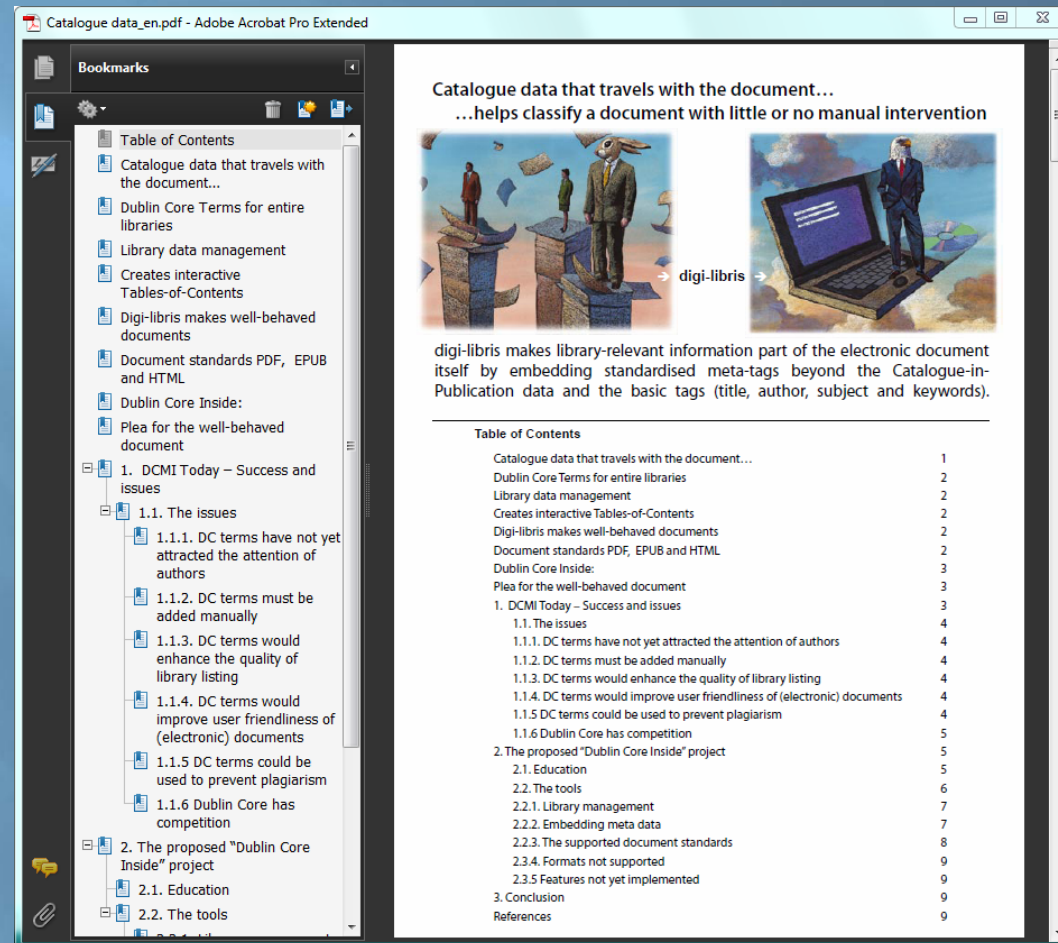 Catalogue data_en.pdf - Adobe Acrobat Pro Extended
Bookmarks
Table of Contents
Catalogue data that travels with
the document...
Dublin Core Terms for entire
libraries
Library data management
Creates interactive
Tables-of-Contents
Digi-libris makes well-behaved
documents
Document standards PDF, EPUB
and HTML
Dublin Core Inside:
Plea for the well-behaved
document
1. DCMI Today – Success and
issues
1.1. The issues
1.1.1. DC terms have not yet
attracted the attention of
authors
1.1.2. DC terms must be
added manually
1.1.3. DC terms would
enhance the quality of
library listing
1.1.4. DC terms would
improve user friendliness of
(electronic) documents
1.1.5 DC terms could be
used to prevent plagiarism
1.1.6 Dublin Core has
competition
2. The proposed "Dublin Core
Inside" project
2.1. Education
2.2. The tools
Catalogue data that travels with the document…
…helps classify a document with little or no manual intervention
→ digi-libris →
digi-libris makes library-relevant information part of the electronic document
itself by embedding standardised meta-tags beyond the Catalogue-in-
Publication data and the basic tags (title, author, subject and keywords).
Table of Contents
Catalogue data that travels with the document… 1
Dublin Core Terms for entire libraries 2
Library data management 2
Creates interactive Tables-of-Contents 2
Digi-libris makes well-behaved documents 2
Document standards PDF, EPUB and HTML 2
Dublin Core Inside: 3
Plea for the well-behaved document 3
1. DCMI Today – Success and issues 3
1.1. The issues 4
1.1.1. DC terms have not yet attracted the attention of authors 4
1.1.2. DC terms must be added manually 4
1.1.3. DC terms would enhance the quality of library listing 4
1.1.4. DC terms would improve user friendliness of (electronic) documents 4
1.1.5 DC terms could be used to prevent plagiarism 4
1.1.6 Dublin Core has competition 5
2. The proposed "Dublin Core Inside" project 5
2.1. Education 5
2.2. The tools 6
2.2.1. Library management 7
2.2.2. Embedding meta data 7
2.2.3. The supported document standards 8
2.3.4. Formats not supported 9
2.3.5 Features not yet implemented 9
3. Conclusion 9
References 9